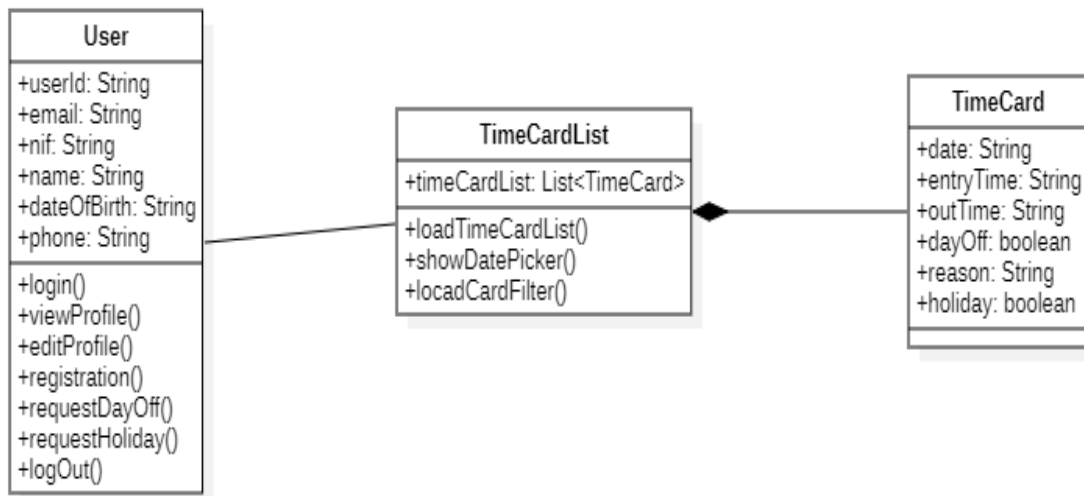 User
+userId: String
+email: String
+nif: String
+name: String
+dateOfBirth: String
+phone: String
+login()
+viewProfile()
+editProfile()
+registration()
+requestDayOff()
+requestHoliday()
+logOut()
TimeCardList
+timeCardList: List<TimeCard>
+loadTimeCardList()
+showDatePicker()
+locadCardFilter()
TimeCard
+date: String
+entryTime: String
+outTime: String
+dayOff: boolean
+reason: String
+holiday: boolean